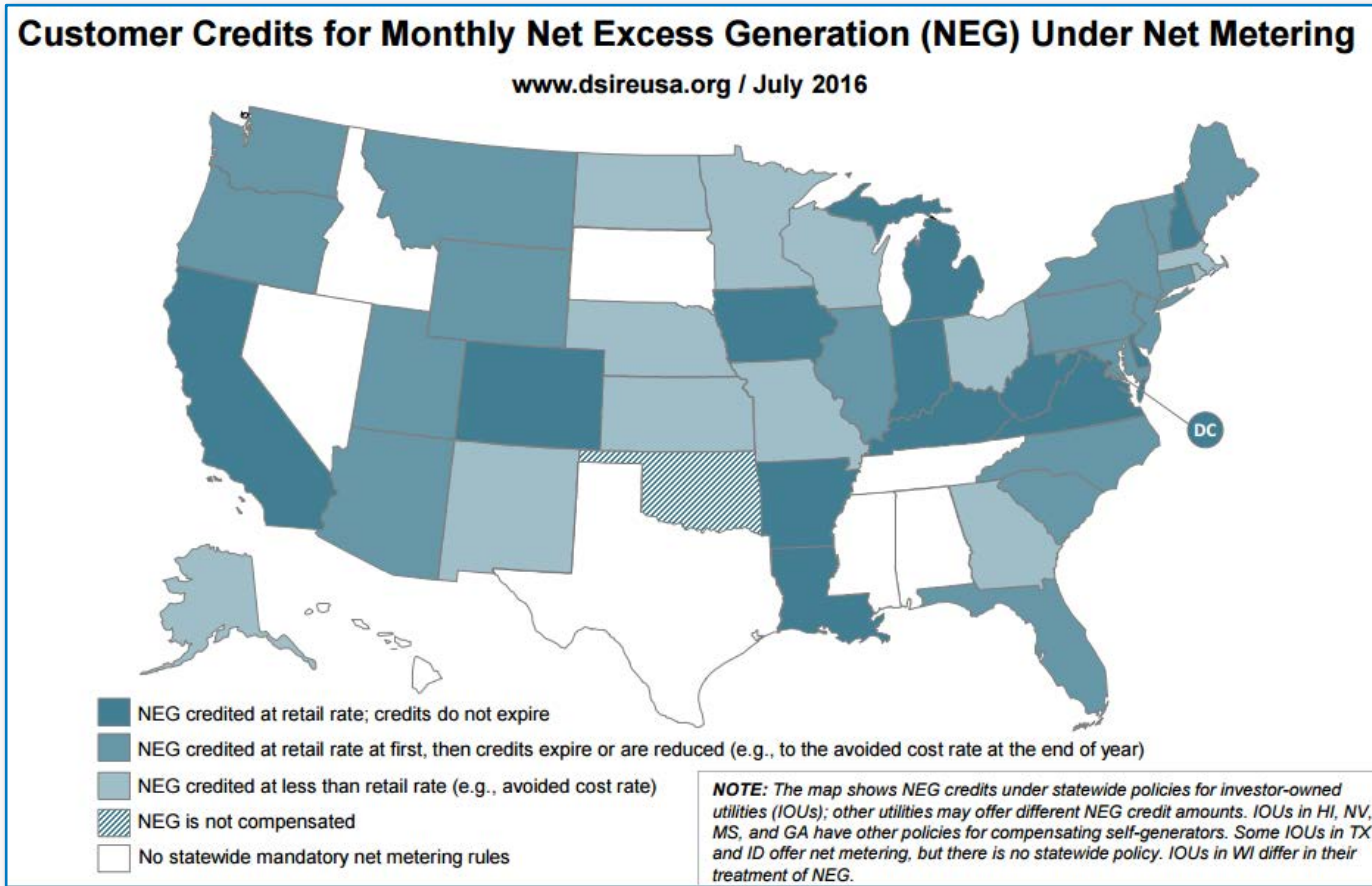 Customer Credits for Monthly Net Excess Generation (NEG) Under Net Metering
www.dsireusa.org / July 2016
DC
NEG credited at retail rate; credits do not expire
NEG credited at retail rate at first, then credits expire or are reduced (e.g., to the avoided cost rate at the end of year)
NEG credited at less than retail rate (e.g., avoided cost rate)
NEG is not compensated
No statewide mandatory net metering rules
NOTE: The map shows NEG credits under statewide policies for investor-owned
utilities (IOUs); other utilities may offer different NEG credit amounts. IOUs in HI, NV,
MS, and GA have other policies for compensating self-generators. Some IOUs in TX
and ID offer net metering, but there is no statewide policy. IOUs in WI differ in their
treatment of NEG.